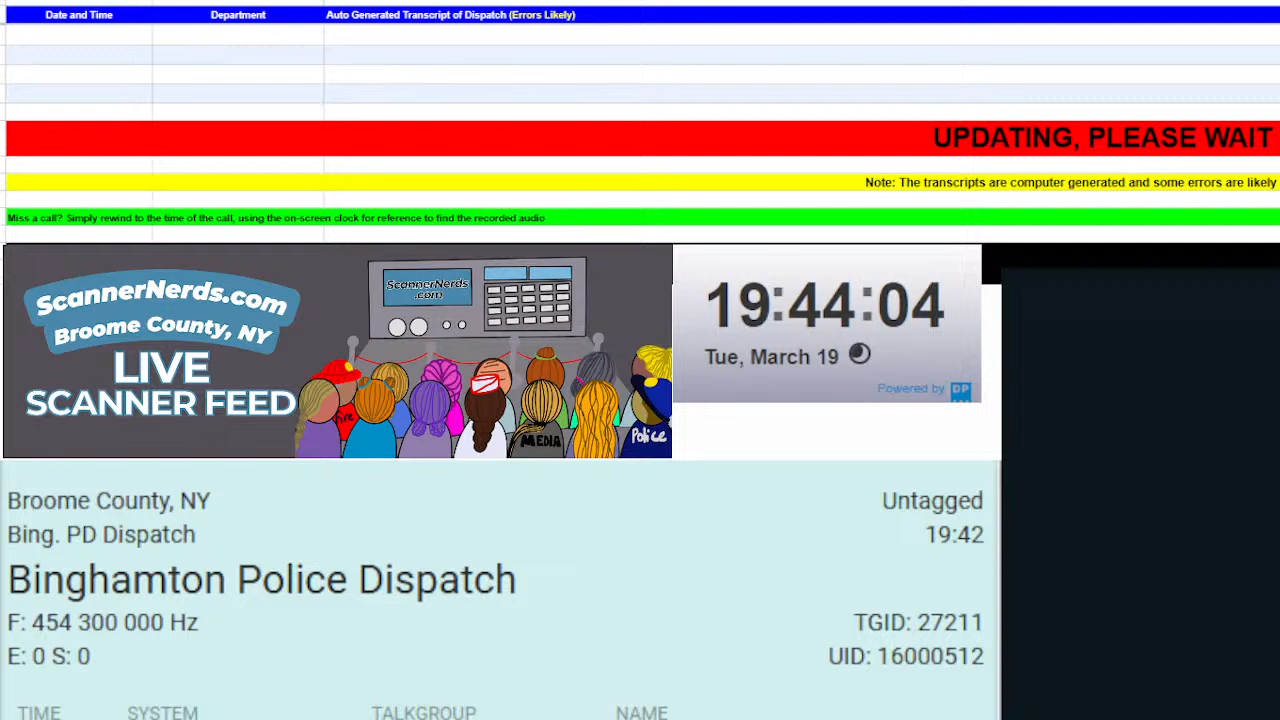 Date and Time Department Auto Generated Transcript of Dispatch (Errors Likely)
UPDATING, PLEASE WAIT
Note: The transcripts are computer generated and some errors are likely
Miss a call? Simply rewind to the time of the call, using the on-screen clock for reference to find the recorded audio
ScannerNerds.com
Broome County, NY
LIVE
SCANNER FEED
ScannerNerds
.com
Fire
MEDIA
Police
19:44:04
Tue, March 19
Powered by DP
Broome County, NY Untagged
Bing. PD Dispatch 19:42
Binghamton Police Dispatch
F: 454 300 000 Hz TGID: 27211
E: 0 S: 0 UID: 16000512
TIME SYSTEM TALKGROUP NAME